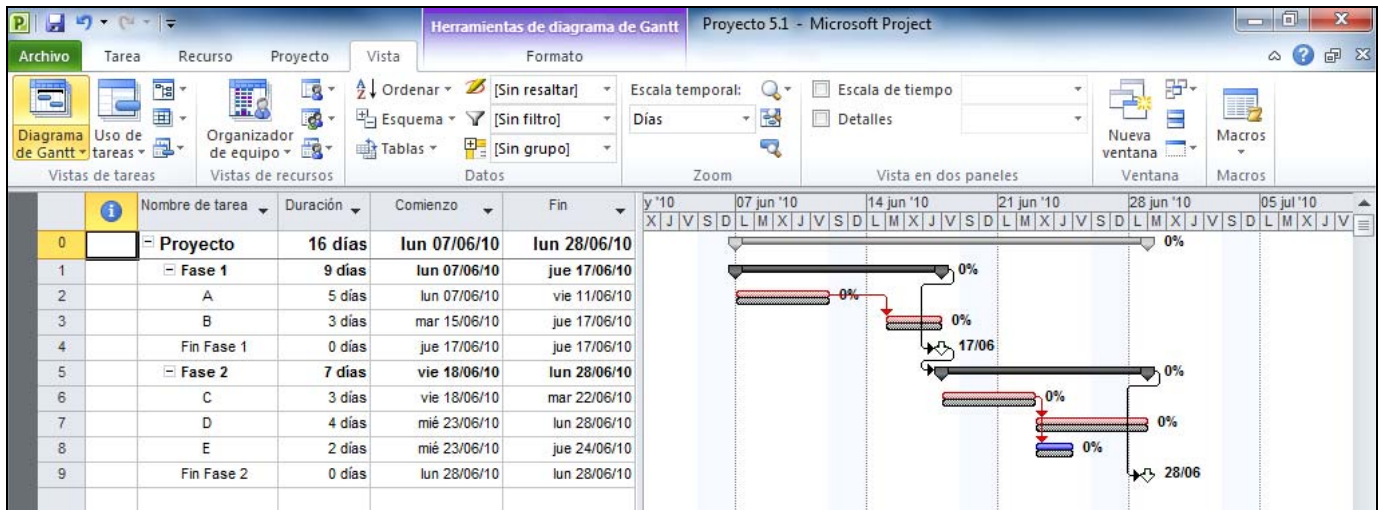 Herramientas de diagrama de Gantt Proyecto 5.1 - Microsoft Project
Archivo Tarea Recurso Proyecto Vista Formato
Diagrama de Gantt Uso de tareas Organizador de equipo
Ordenar [Sin resaltar]
Esquema [Sin filtro]
Tablas [Sin grupo]
Escala temporal:
Días
Escala de tiempo
Detalles
Nueva ventana
Macros
Vistas de tareas Vistas de recursos Datos Zoom Vista en dos paneles Ventana Macros
Nombre de tarea Duración Comienzo Fin y '10 07 jun '10 14 jun '10 21 jun '10 28 jun '10 05 jul '10
X J V S D L M X J V S D L M X J V S D L M X J V S D L M X J V S D L M X J V
0 Proyecto 16 días lun 07/06/10 lun 28/06/10 0%
1 Fase 1 9 días lun 07/06/10 jue 17/06/10 0%
2 A 5 días lun 07/06/10 vie 11/06/10 0%
3 B 3 días mar 15/06/10 jue 17/06/10 0%
4 Fin Fase 1 0 días jue 17/06/10 jue 17/06/10 17/06
5 Fase 2 7 días vie 18/06/10 lun 28/06/10 0%
6 C 3 días vie 18/06/10 mar 22/06/10 0%
7 D 4 días mié 23/06/10 lun 28/06/10 0%
8 E 2 días mié 23/06/10 jue 24/06/10 0%
9 Fin Fase 2 0 días lun 28/06/10 lun 28/06/10 28/06